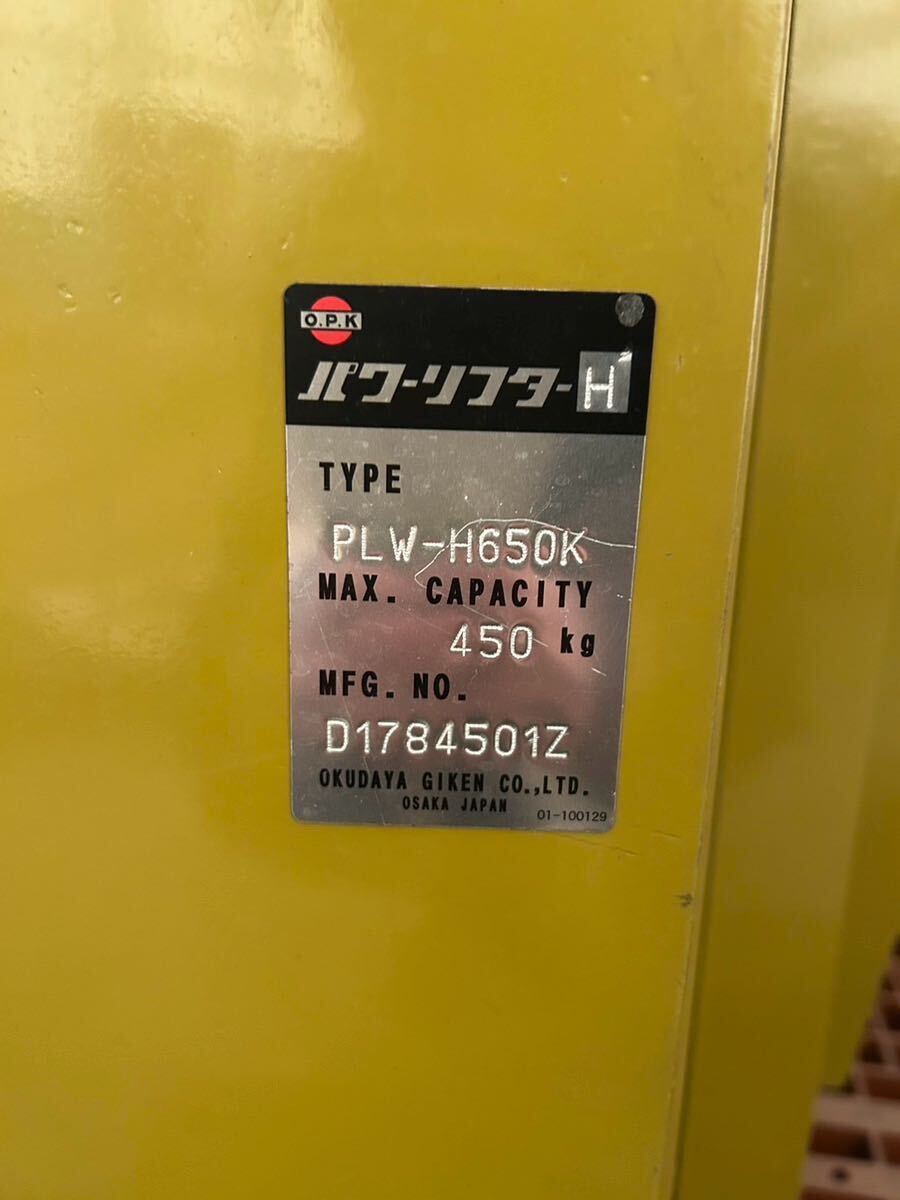 O.P.K
パワーリフターH
TYPE
PLW-H650K
MAX. CAPACITY
450 kg
MFG. NO.
D1784501Z
OKUDAYA GIKEN CO.,LTD.
OSAKA JAPAN
01-100129